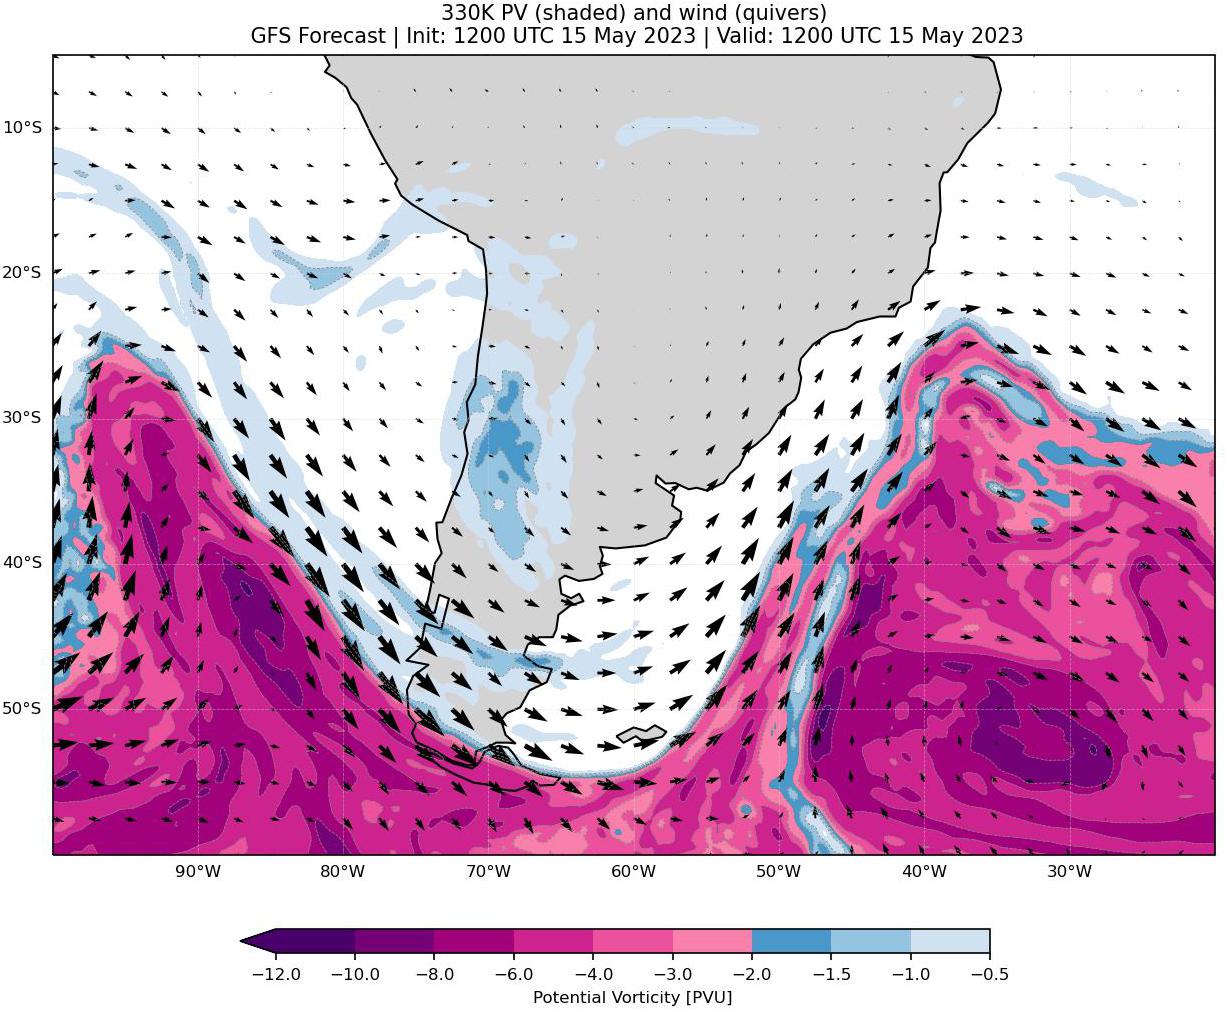 330K PV (shaded) and wind (quivers)
GFS Forecast | Init: 1200 UTC 15 May 2023 | Valid: 1200 UTC 15 May 2023
10°S
20°S
30°S
40°S
50°S
90°W 80°W 70°W 60°W 50°W 40°W 30°W
−12.0 −10.0 −8.0 −6.0 −4.0 −3.0 −2.0 −1.5 −1.0 −0.5
Potential Vorticity [PVU]